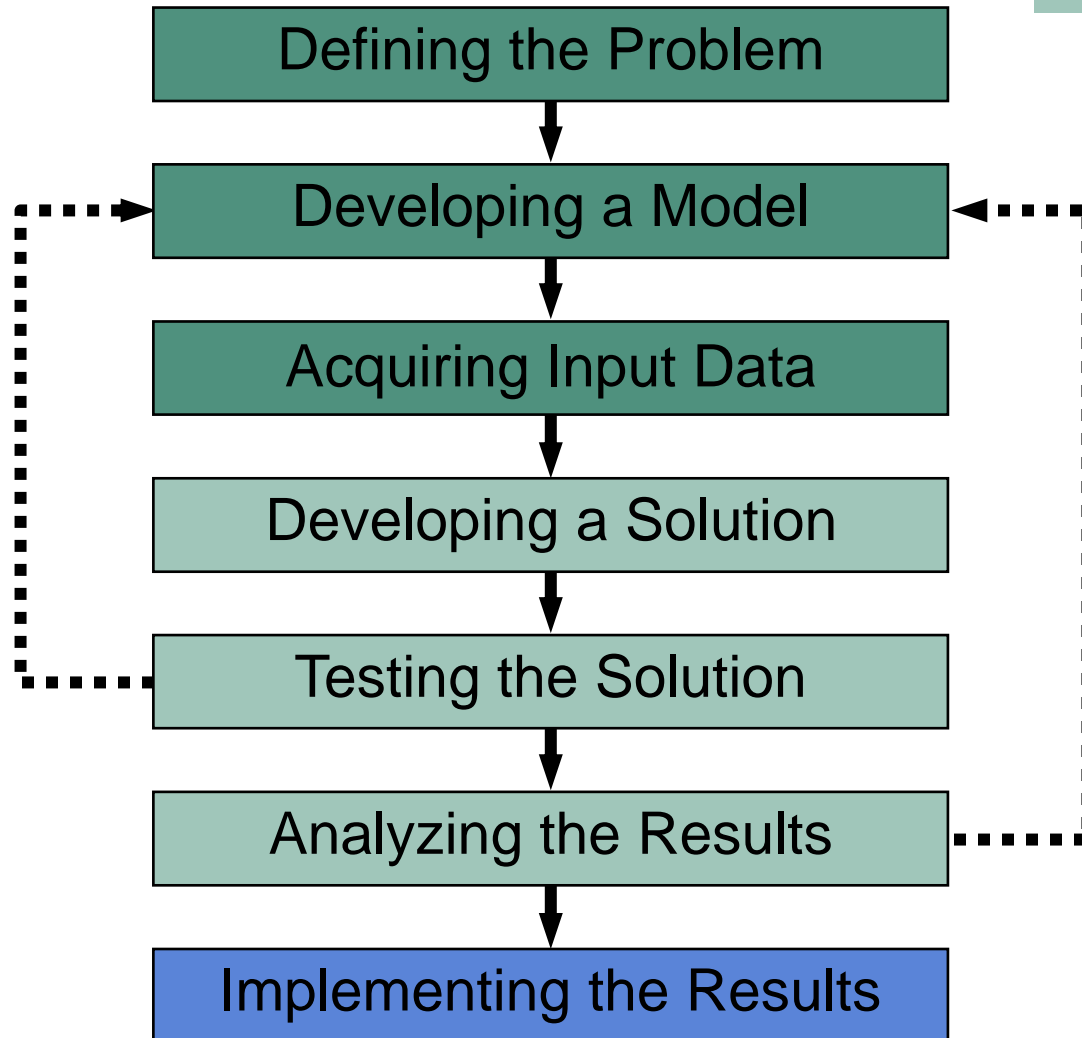 Defining the Problem
Developing a Model
Acquiring Input Data
Developing a Solution
Testing the Solution
Analyzing the Results
Implementing the Results